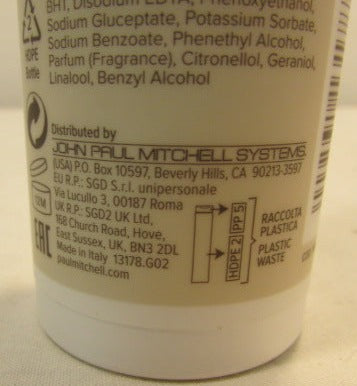 BHT, Disodium EDTA, Phenoxyethanol,
Sodium Gluceptate, Potassium Sorbate,
Sodium Benzoate, Phenethyl Alcohol,
Parfum (Fragrance), Citronellol, Geraniol,
Linalool, Benzyl Alcohol
2
HDPE
Bottle
Distributed by
JOHN PAUL MITCHELL SYSTEMS.
(USA) P.O. Box 10597, Beverly Hills, CA 90213-3597
EU R.P.: SGD S.r.l. unipersonale
Via Lucullo 3, 00187 Roma
UK R.P.: SGD2 UK Ltd,
168 Church Road, Hove,
East Sussex, UK, BN3 2DL
Made in Italy 13178.G02
paulmitchell.com
12M
EAC
HDPE 2
PP 5
RACCOLTA
PLASTICA
PLASTIC
WASTE